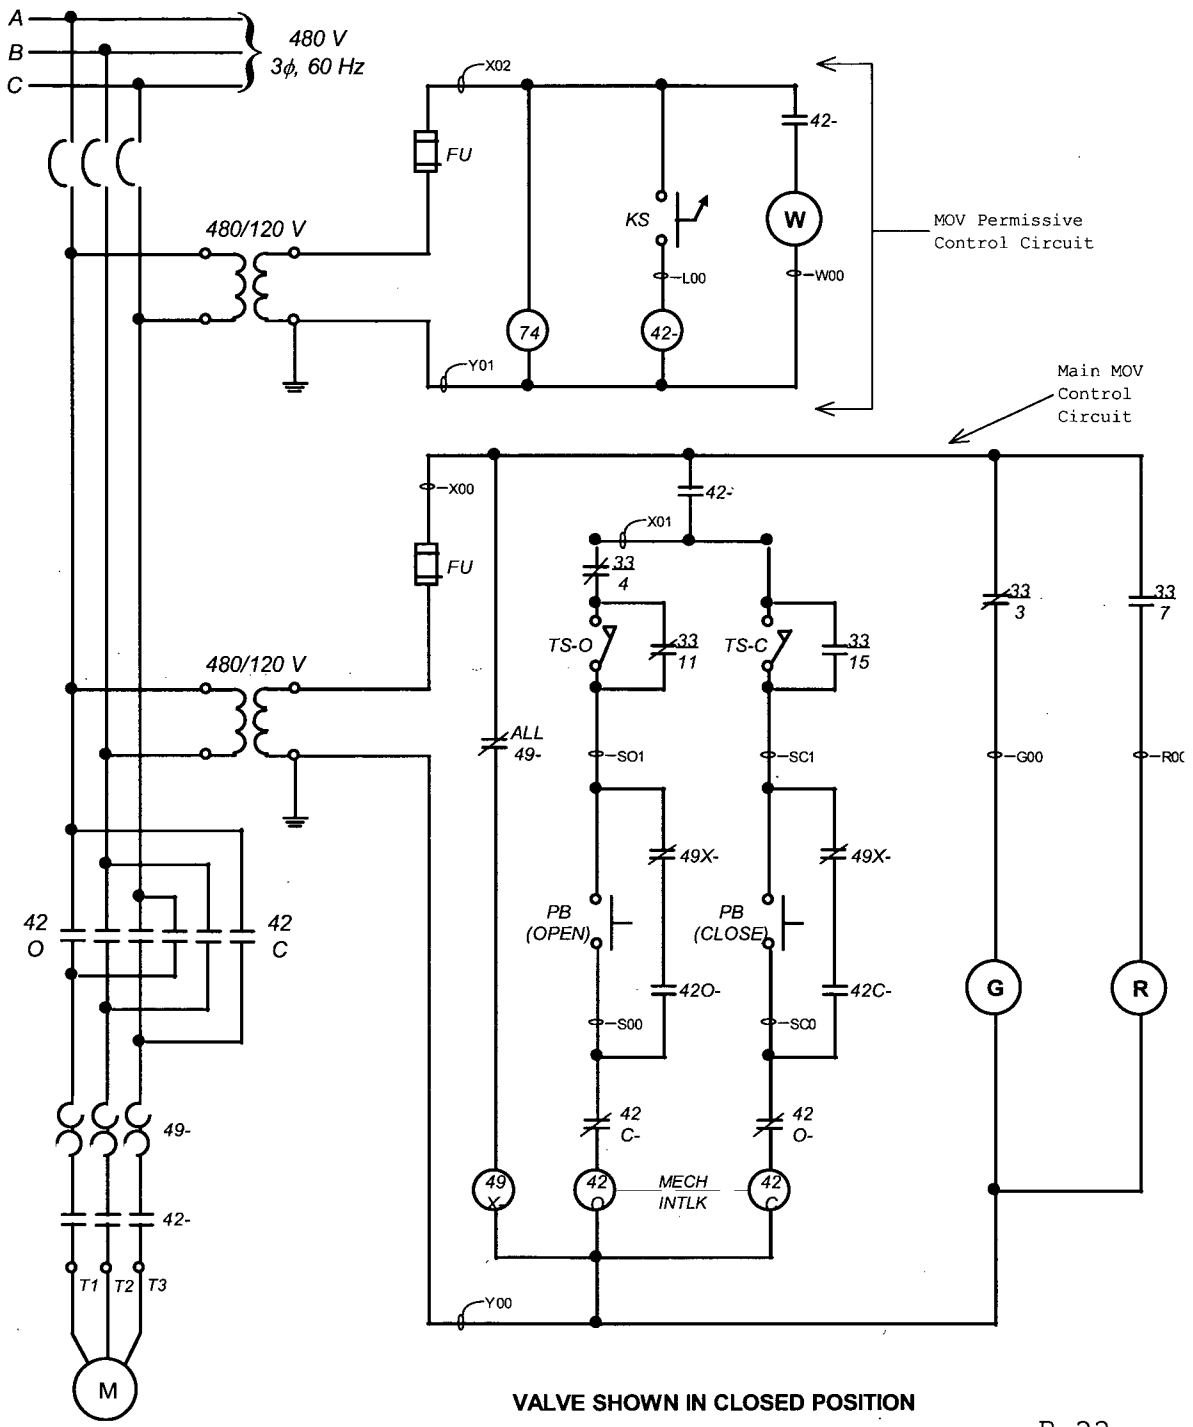 A
B
C
480 V
3ϕ, 60 Hz
X02
FU
42-
KS
W
480/120 V
L00
W00
74
42-
Y01
MOV Permissive
Control Circuit
Main MOV
Control
Circuit
X00
42-
X01
FU
33
4
33
3
33
7
TS-O
33
11
TS-C
33
15
480/120 V
ALL
49-
SO1
SC1
G00
R00
49X-
49X-
42
O
42
C
PB
(OPEN)
PB
(CLOSE)
42O-
42C-
G
R
S00
SC0
49-
42
C-
42
O-
49
X-
42
O
MECH
INTLK
42
C
42-
T1
T2
T3
Y00
M
VALVE SHOWN IN CLOSED POSITION